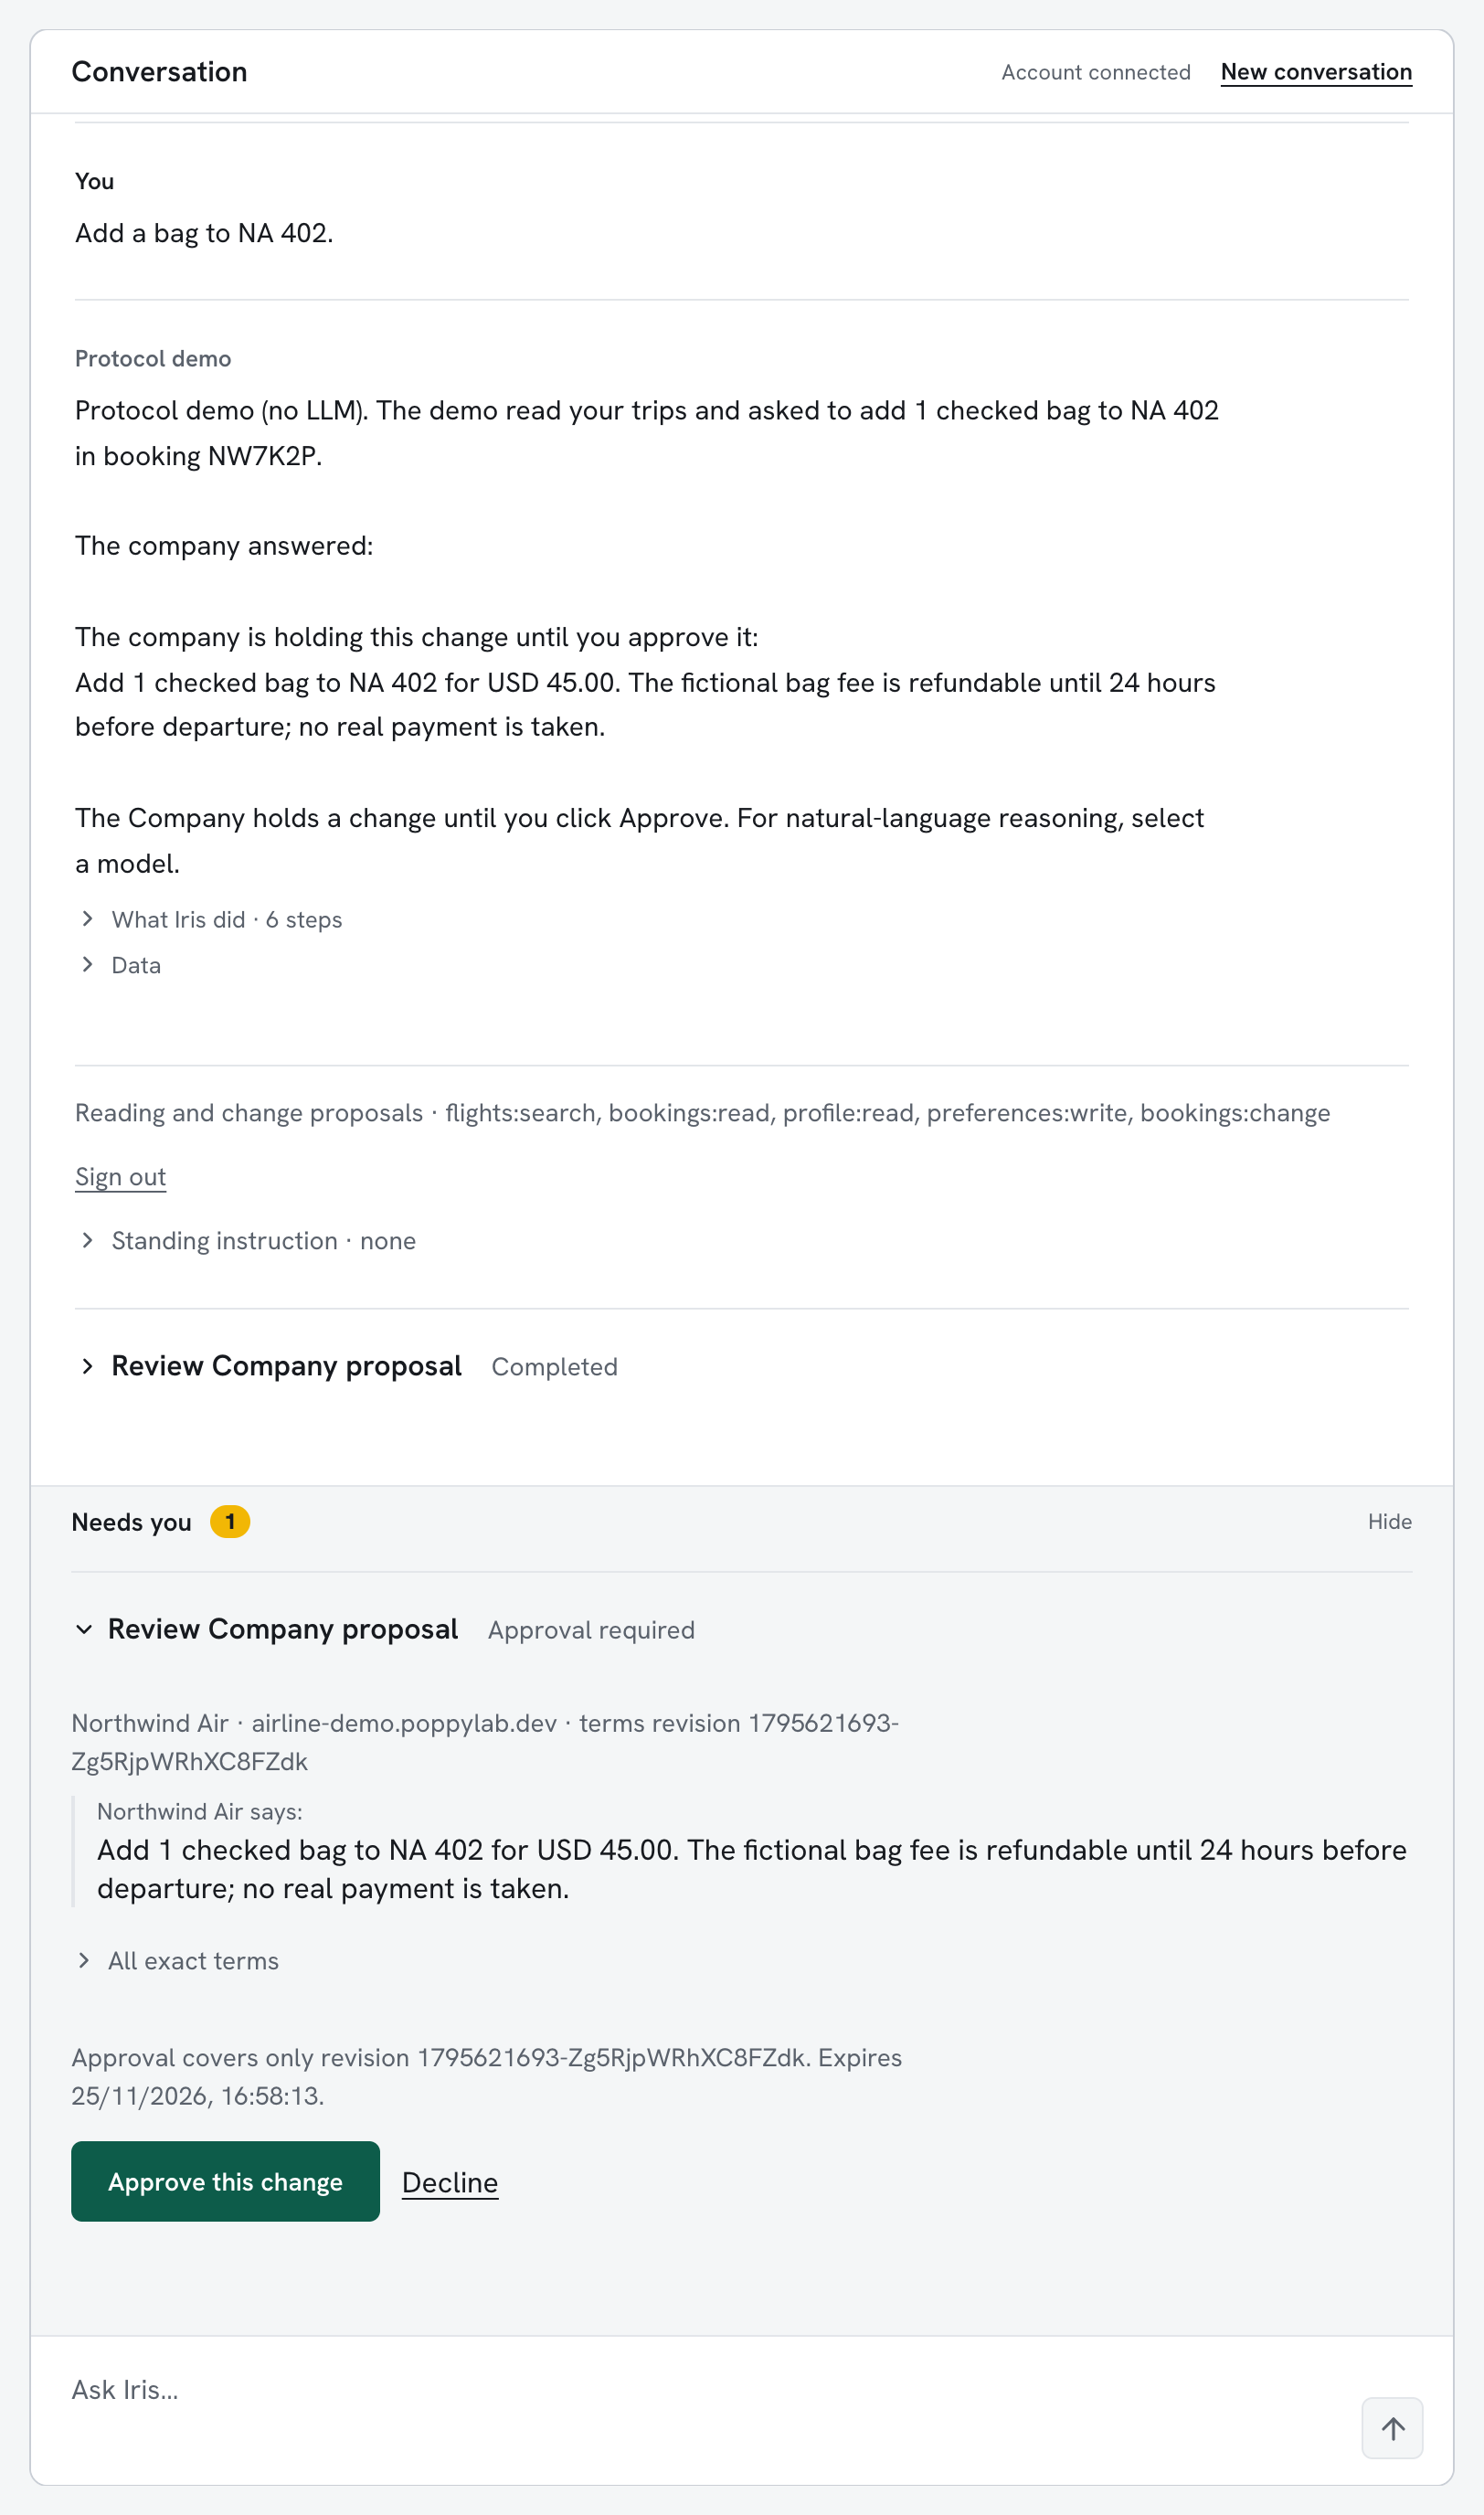 Conversation
Account connected
New conversation
You
Add a bag to NA 402.
Protocol demo
Protocol demo (no LLM). The demo read your trips and asked to add 1 checked bag to NA 402
in booking NW7K2P.
The company answered:
The company is holding this change until you approve it:
Add 1 checked bag to NA 402 for USD 45.00. The fictional bag fee is refundable until 24 hours
before departure; no real payment is taken.
The Company holds a change until you click Approve. For natural-language reasoning, select
a model.
What Iris did · 6 steps
Data
Reading and change proposals · flights:search, bookings:read, profile:read, preferences:write, bookings:change
Sign out
Standing instruction · none
Review Company proposal Completed
Needs you 1
Hide
Review Company proposal Approval required
Northwind Air · airline-demo.poppylab.dev · terms revision 1795621693-
Zg5RjpWRhXC8FZdk
Northwind Air says:
Add 1 checked bag to NA 402 for USD 45.00. The fictional bag fee is refundable until 24 hours before
departure; no real payment is taken.
All exact terms
Approval covers only revision 1795621693-Zg5RjpWRhXC8FZdk. Expires
25/11/2026, 16:58:13.
Approve this change
Decline
Ask Iris...